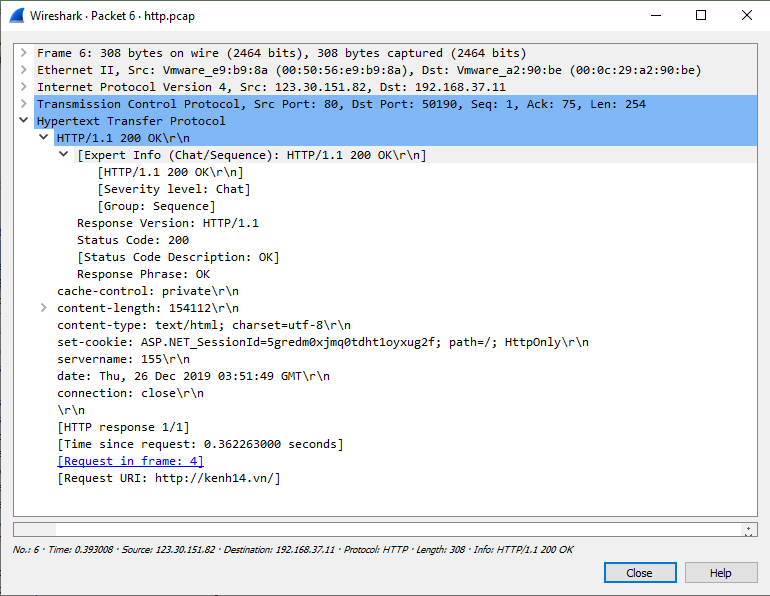 Wireshark · Packet 6 · http.pcap
Frame 6: 308 bytes on wire (2464 bits), 308 bytes captured (2464 bits)
Ethernet II, Src: Vmware_e9:b9:8a (00:50:56:e9:b9:8a), Dst: Vmware_a2:90:be (00:0c:29:a2:90:be)
Internet Protocol Version 4, Src: 123.30.151.82, Dst: 192.168.37.11
Transmission Control Protocol, Src Port: 80, Dst Port: 50190, Seq: 1, Ack: 75, Len: 254
Hypertext Transfer Protocol
HTTP/1.1 200 OK\r\n
[Expert Info (Chat/Sequence): HTTP/1.1 200 OK\r\n]
[HTTP/1.1 200 OK\r\n]
[Severity level: Chat]
[Group: Sequence]
Response Version: HTTP/1.1
Status Code: 200
[Status Code Description: OK]
Response Phrase: OK
cache-control: private\r\n
content-length: 154112\r\n
content-type: text/html; charset=utf-8\r\n
set-cookie: ASP.NET_SessionId=5gredm0xjmq0tdht1oyxug2f; path=/; HttpOnly\r\n
servername: 155\r\n
date: Thu, 26 Dec 2019 03:51:49 GMT\r\n
connection: close\r\n
\r\n
[HTTP response 1/1]
[Time since request: 0.362263000 seconds]
[Request in frame: 4]
[Request URI: http://kenh14.vn/]
No.: 6 · Time: 0.393008 · Source: 123.30.151.82 · Destination: 192.168.37.11 · Protocol: HTTP · Length: 308 · Info: HTTP/1.1 200 OK
Close
Help